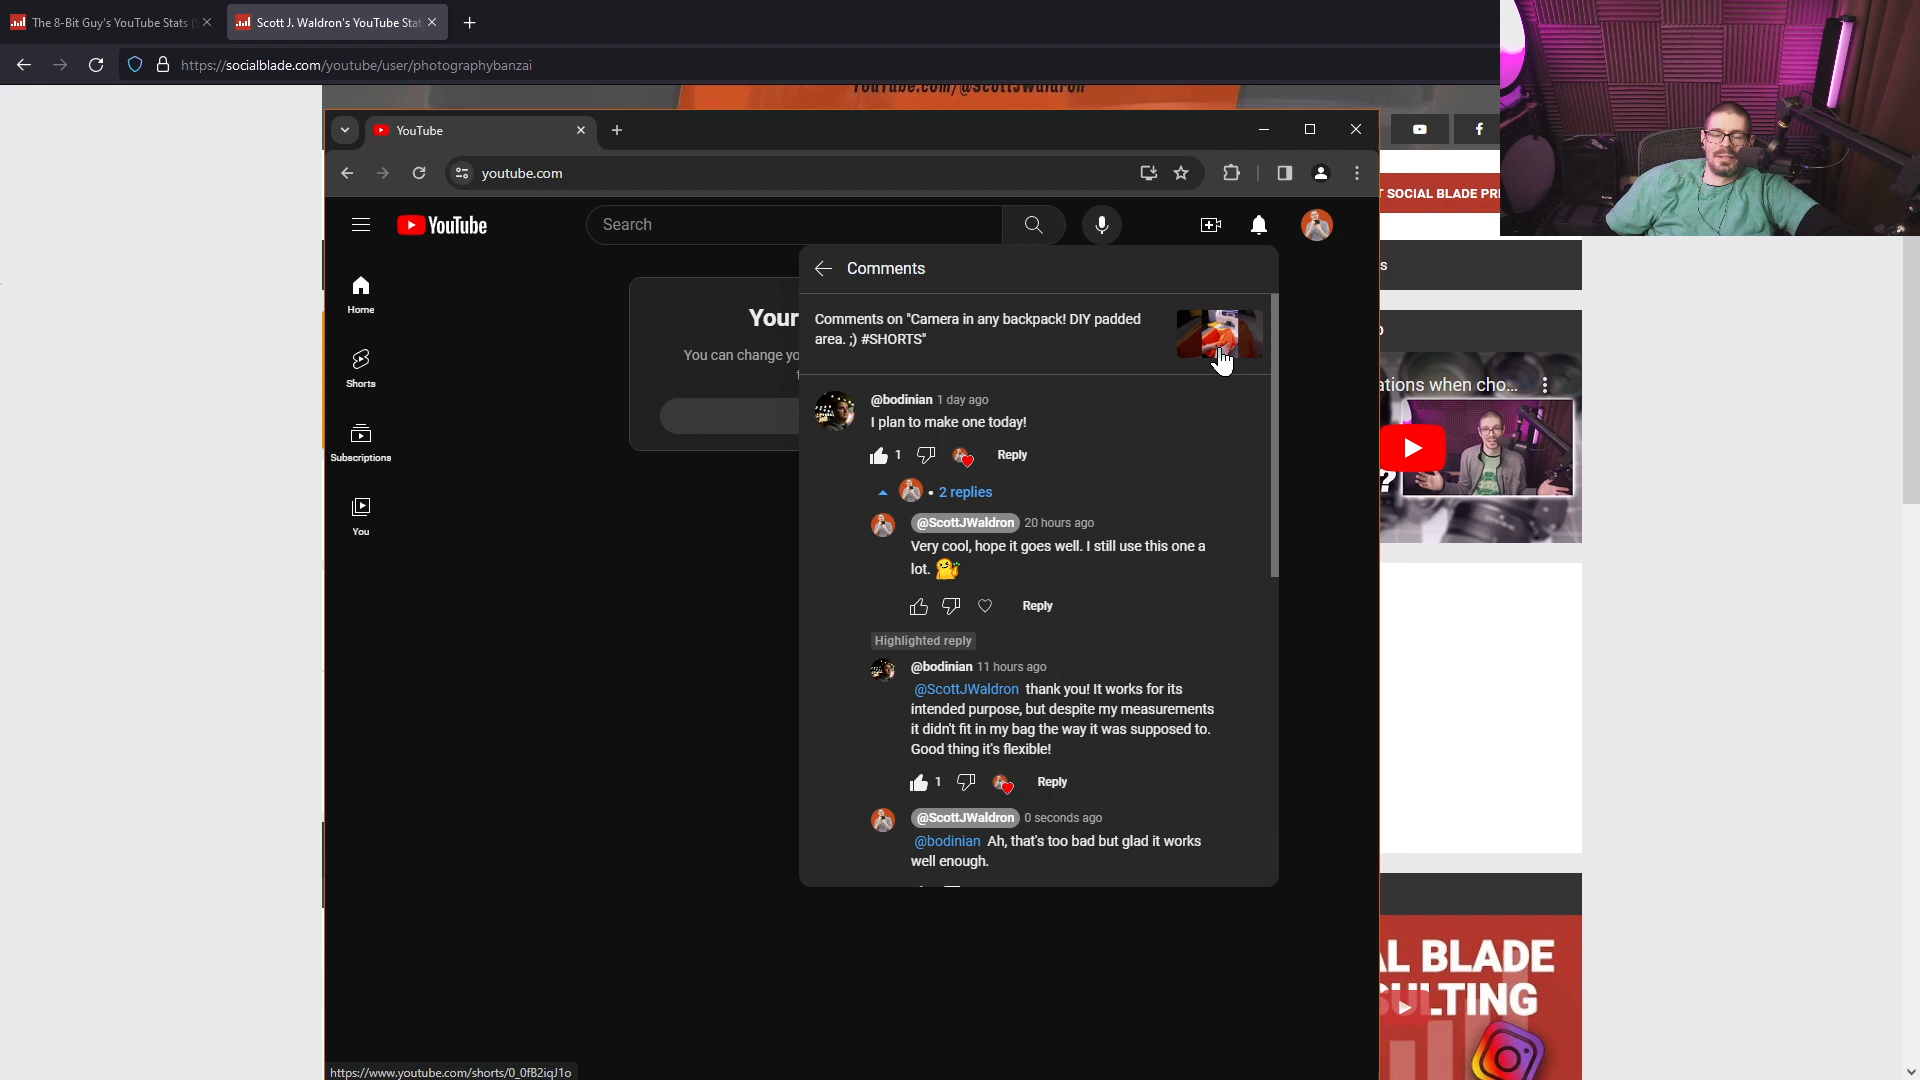 The 8-Bit Guy's YouTube Stats
Scott J. Waldron's YouTube Stat
https://socialblade.com/youtube/user/photographybanzai
YouTube.com/@ScottJWaldron
YouTube
youtube.com
YouTube
Search
SOCIAL BLADE PR
Home
Shorts
Subscriptions
You
Your
You can change yo
Comments
Comments on "Camera in any backpack! DIY padded
area. ;) #SHORTS"
@bodinian 1 day ago
I plan to make one today!
1 Reply
• 2 replies
@ScottJWaldron 20 hours ago
Very cool, hope it goes well. I still use this one a
lot.
Reply
Highlighted reply
@bodinian 11 hours ago
@ScottJWaldron thank you! It works for its
intended purpose, but despite my measurements
it didn't fit in my bag the way it was supposed to.
Good thing it's flexible!
1 Reply
@ScottJWaldron 0 seconds ago
@bodinian Ah, that's too bad but glad it works
well enough.
s
ations when cho...
?
AL BLADE
SULTING
https://www.youtube.com/shorts/0_0fB2iqJ1o